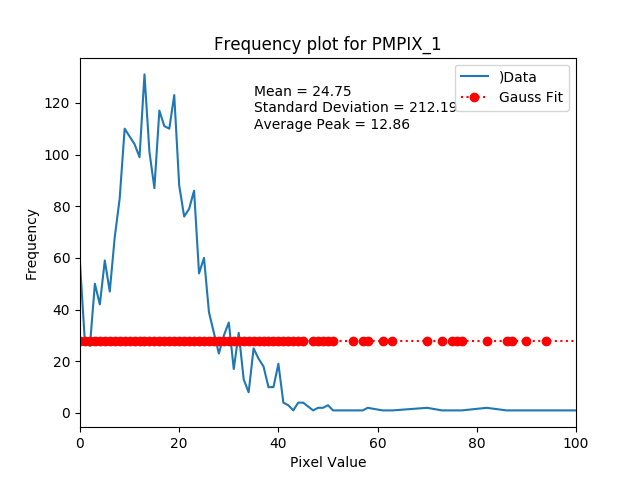 Frequency plot for PMPIX_1
Mean = 24.75
Standard Deviation = 212.19
Average Peak = 12.86
)Data
Gauss Fit
Frequency
120
100
80
60
40
20
0
0 20 40 60 80 100
Pixel Value